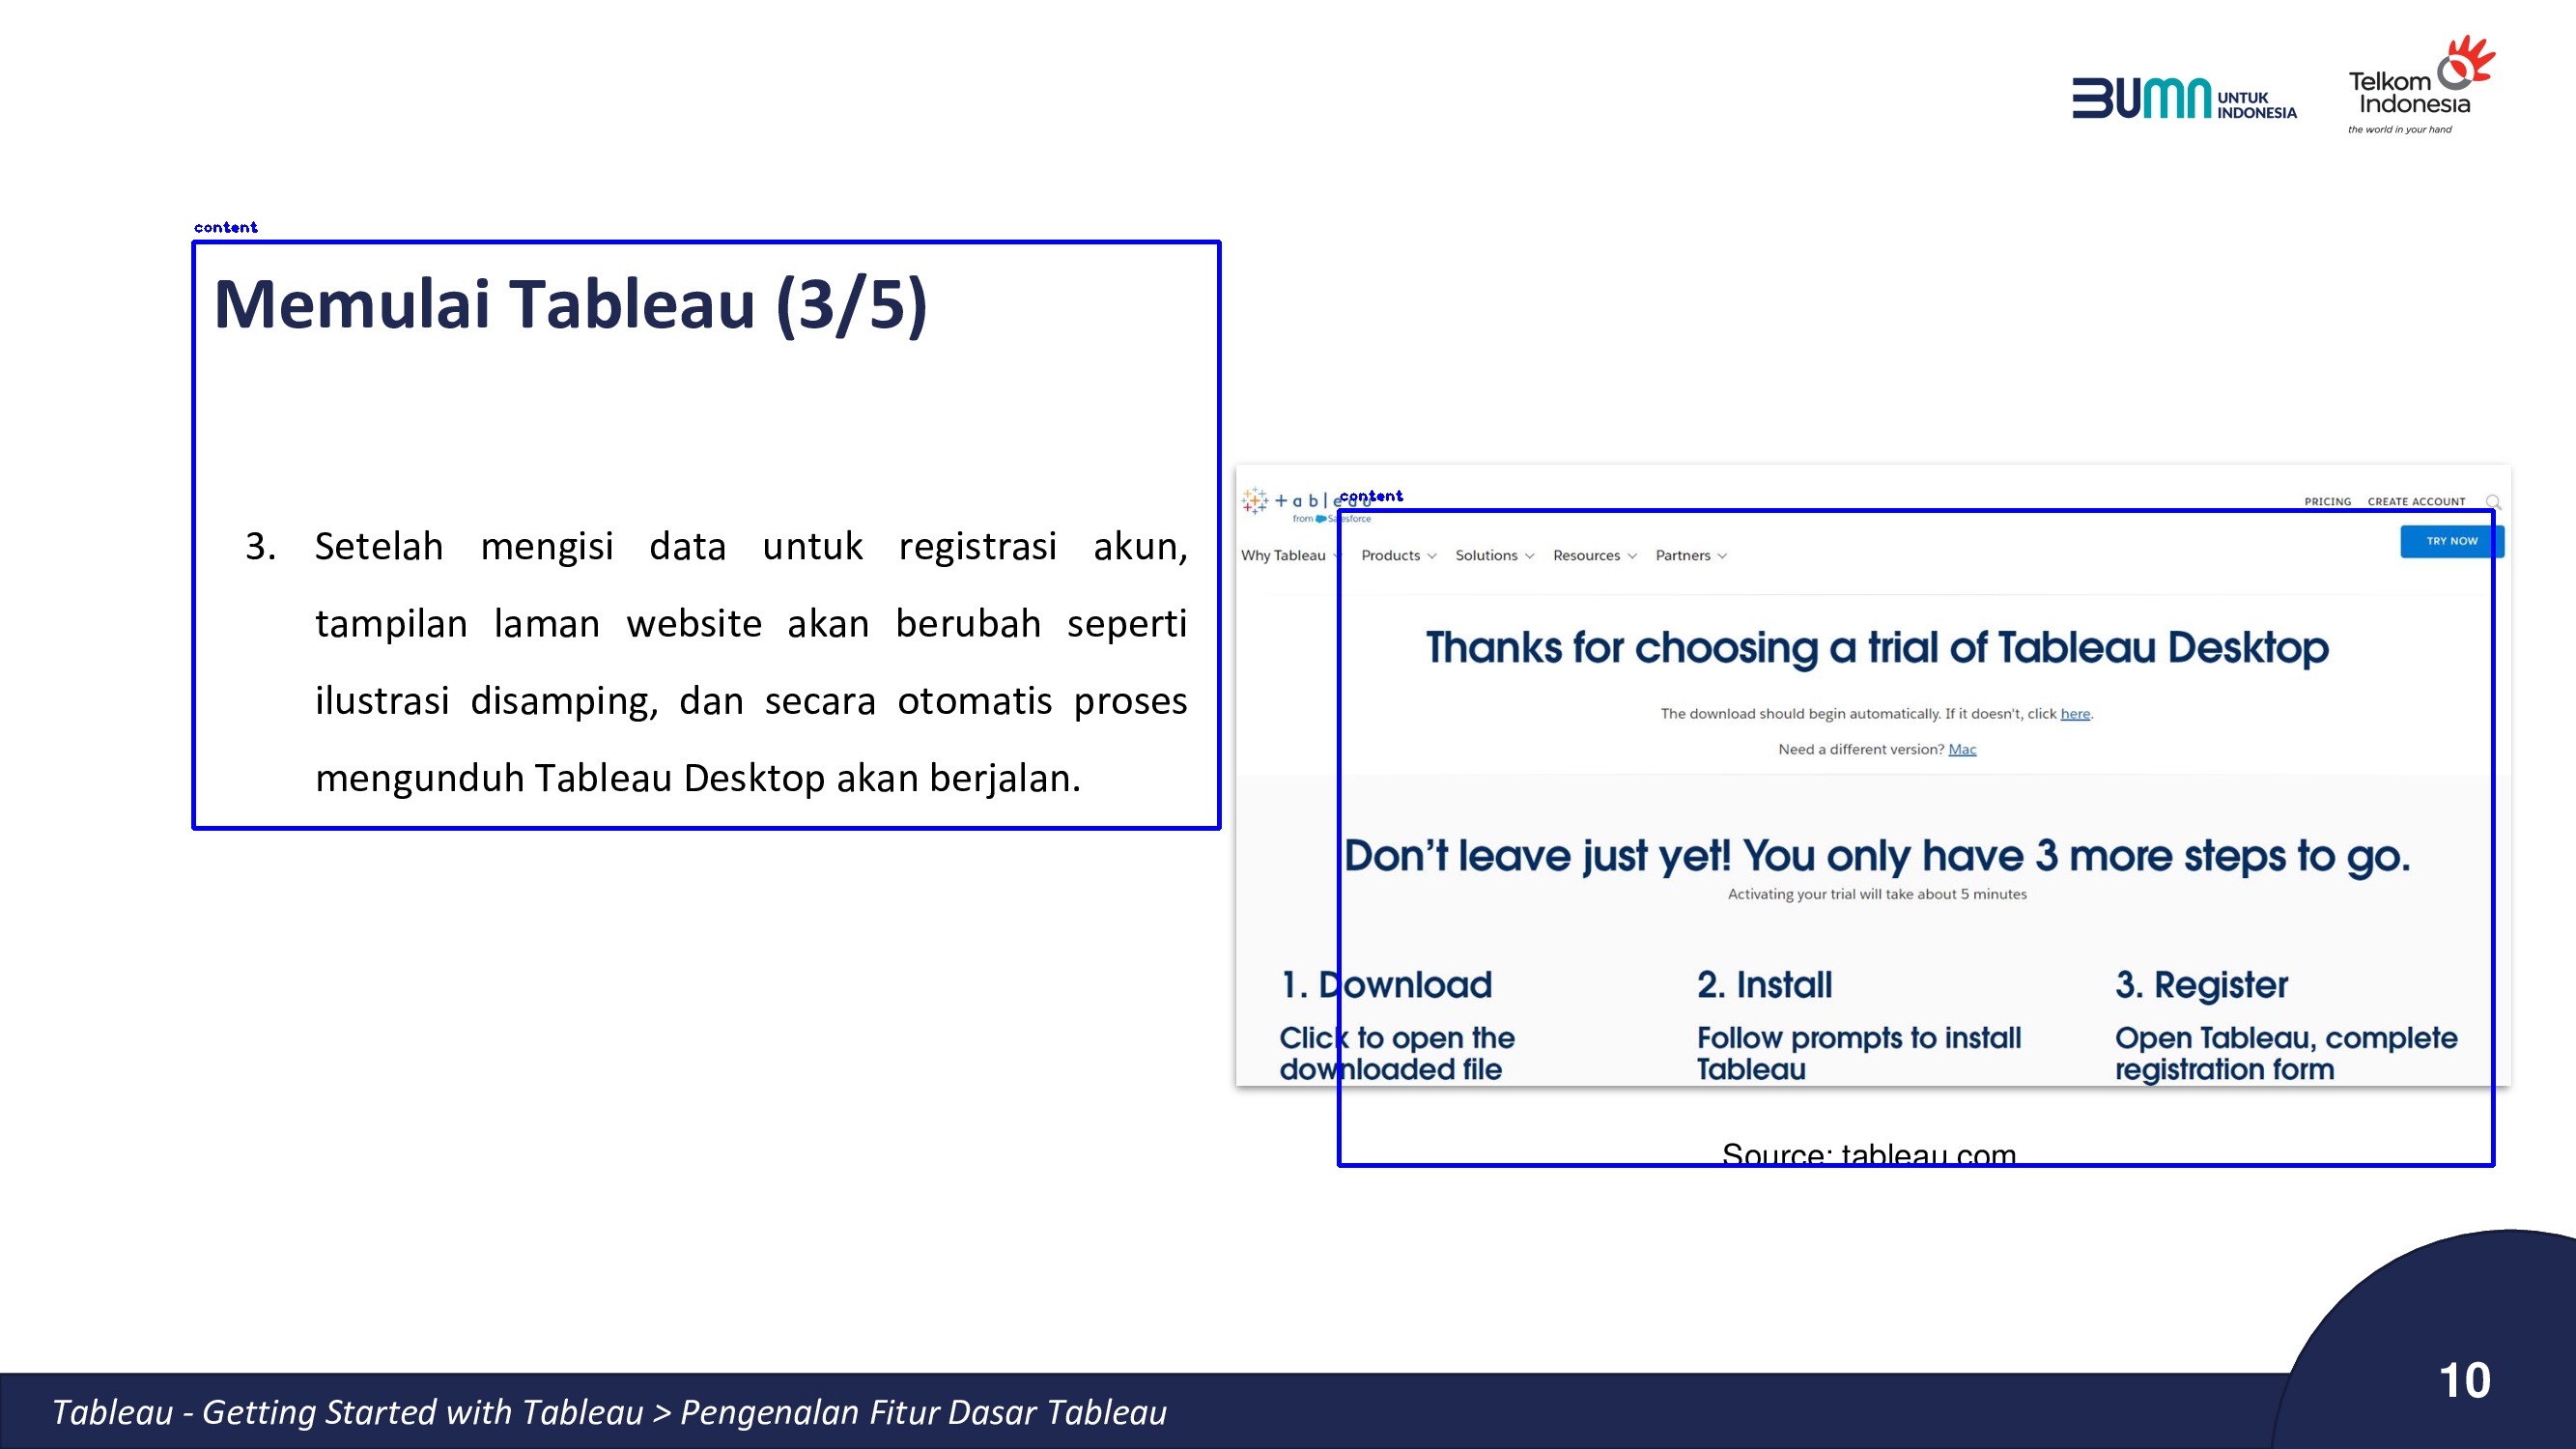 BUMN UNTUK
INDONESIA
Telkom
Indonesia
the world in your hand
content
Memulai Tableau (3/5)
3. Setelah mengisi data untuk registrasi akun,
tampilan laman website akan berubah seperti
ilustrasi disamping, dan secara otomatis proses
mengunduh Tableau Desktop akan berjalan.
content
+ableau
from Salesforce
PRICING CREATE ACCOUNT
TRY NOW
Why Tableau Products Solutions Resources Partners
Thanks for choosing a trial of Tableau Desktop
The download should begin automatically. If it doesn't, click here.
Need a different version? Mac
Don't leave just yet! You only have 3 more steps to go.
Activating your trial will take about 5 minutes
1. Download
Click to open the
downloaded file
2. Install
Follow prompts to install
Tableau
3. Register
Open Tableau, complete
registration form
Source: tableau.com
Tableau - Getting Started with Tableau > Pengenalan Fitur Dasar Tableau
10